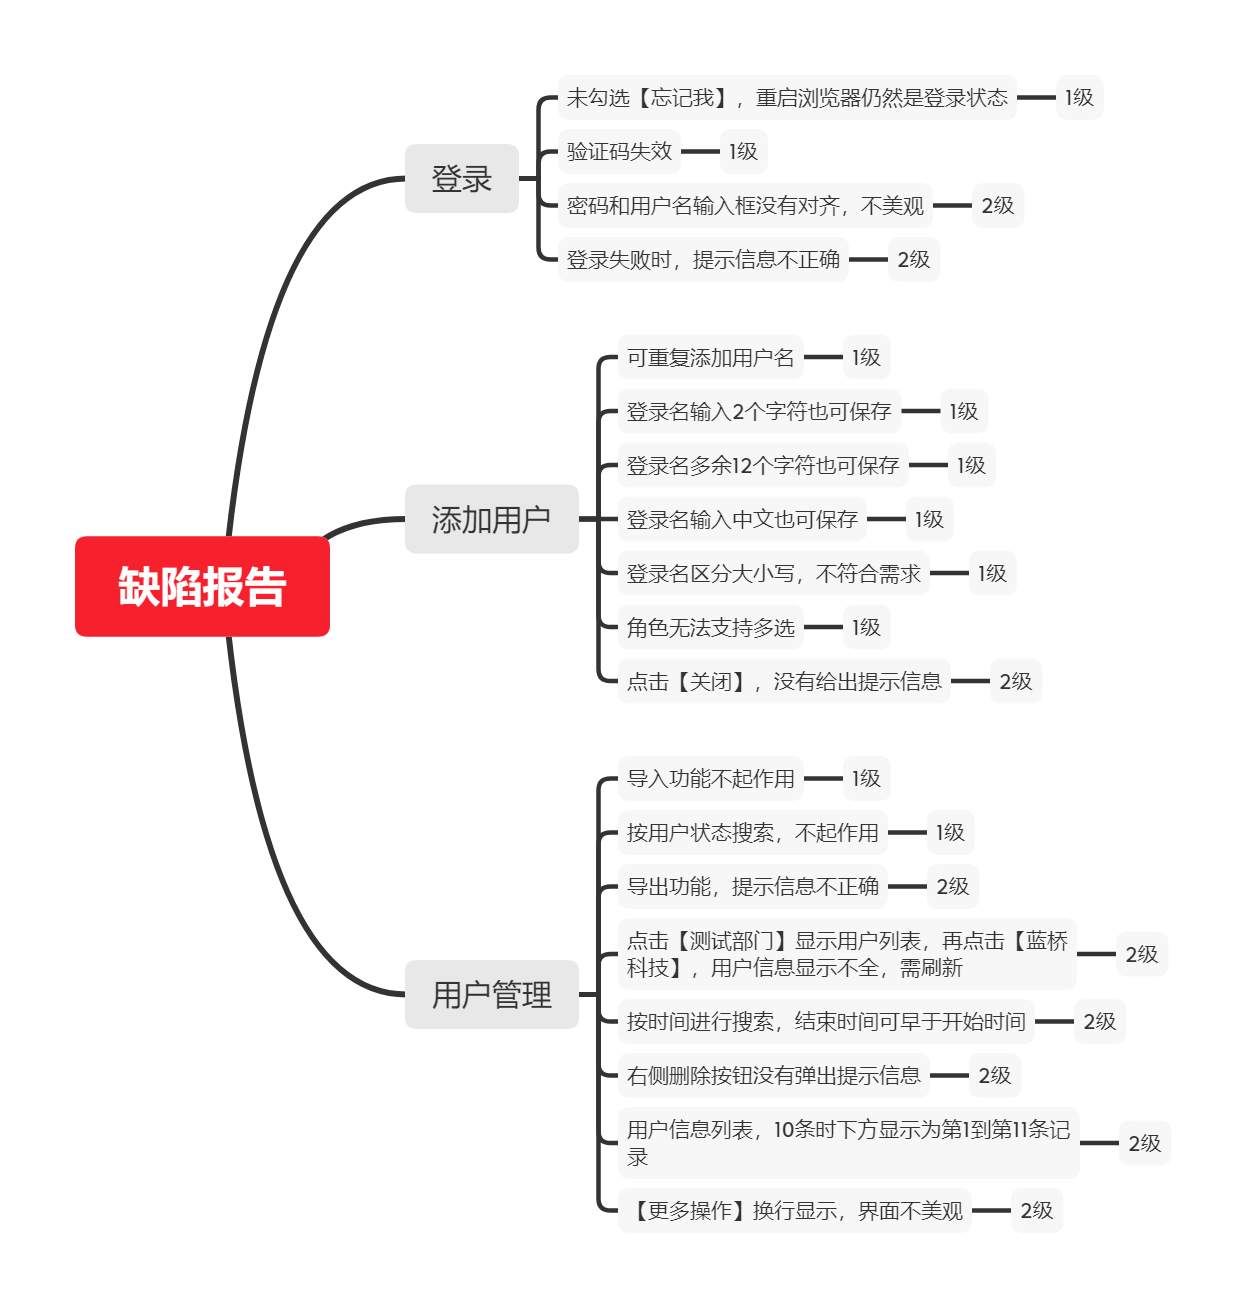 缺陷报告
登录
未勾选【忘记我】，重启浏览器仍然是登录状态
1级
验证码失效
1级
密码和用户名输入框没有对齐，不美观
2级
登录失败时，提示信息不正确
2级
添加用户
可重复添加用户名
1级
登录名输入2个字符也可保存
1级
登录名多余12个字符也可保存
1级
登录名输入中文也可保存
1级
登录名区分大小写，不符合需求
1级
角色无法支持多选
1级
点击【关闭】，没有给出提示信息
2级
用户管理
导入功能不起作用
1级
按用户状态搜索，不起作用
1级
导出功能，提示信息不正确
2级
点击【测试部门】显示用户列表，再点击【蓝桥
科技】，用户信息显示不全，需刷新
2级
按时间进行搜索，结束时间可早于开始时间
2级
右侧删除按钮没有弹出提示信息
2级
用户信息列表，10条时下方显示为第1到第11条记
录
2级
【更多操作】换行显示，界面不美观
2级